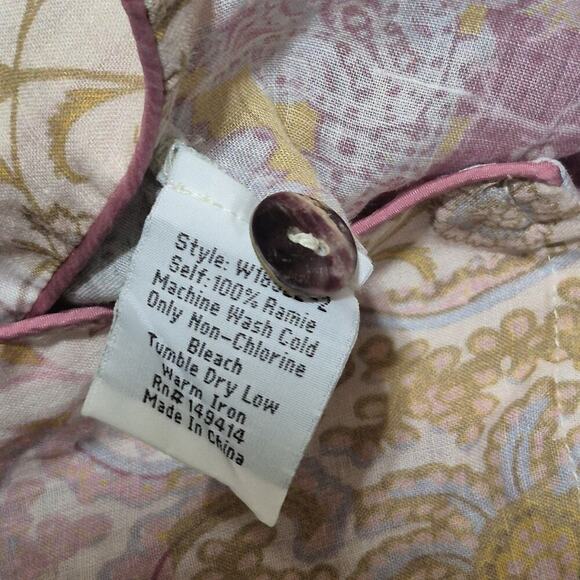 Style:
Self: 100% Ramie
Machine Wash Cold
Only Non-Chlorine
Bleach
Tumble Dry Low
Warm Iron
Rn# 149414
Made In China